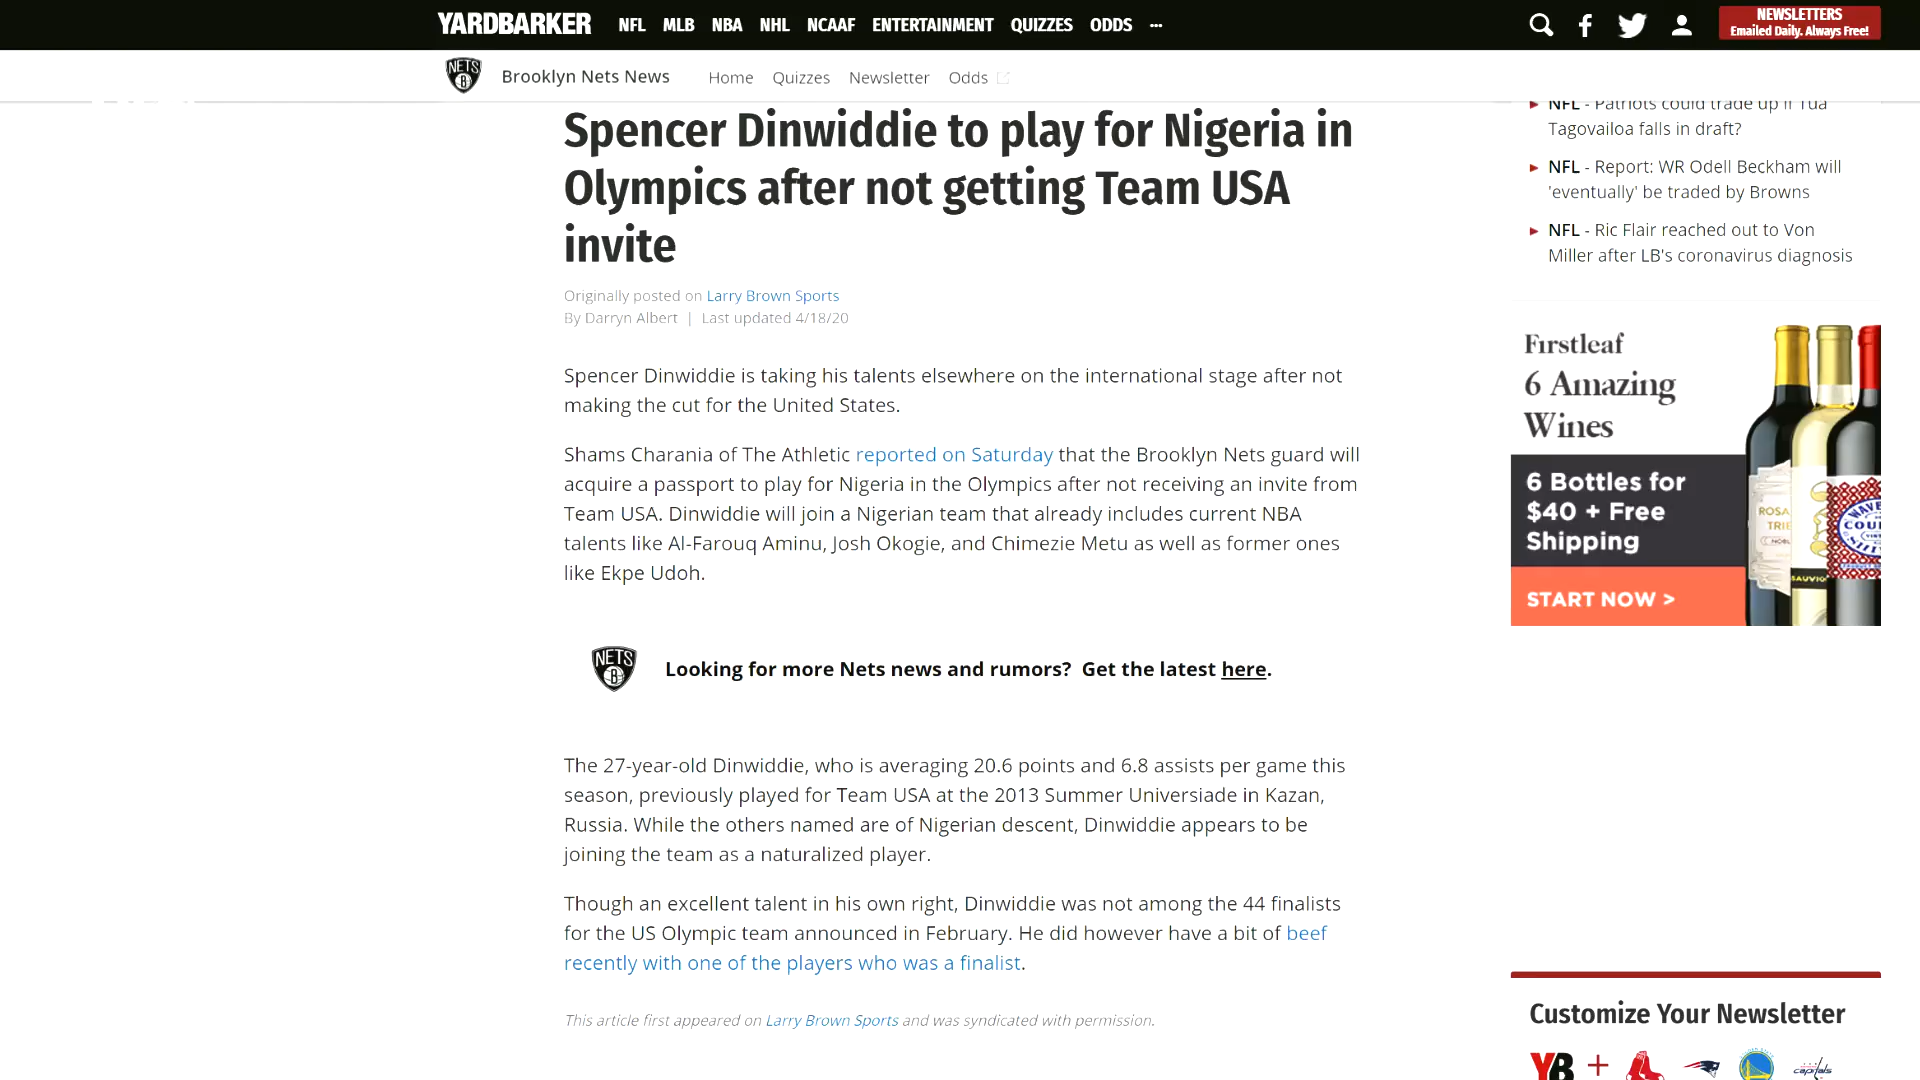 YARDBARKER NFL MLB NBA NHL NCAAF ENTERTAINMENT QUIZZES ODDS ···
NEWSLETTERS
Emailed Daily. Always Free!
NETS B
Brooklyn Nets News Home Quizzes Newsletter Odds
Spencer Dinwiddie to play for Nigeria in
Olympics after not getting Team USA
invite
Originally posted on Larry Brown Sports
By Darryn Albert | Last updated 4/18/20
Spencer Dinwiddie is taking his talents elsewhere on the international stage after not
making the cut for the United States.
Shams Charania of The Athletic reported on Saturday that the Brooklyn Nets guard will
acquire a passport to play for Nigeria in the Olympics after not receiving an invite from
Team USA. Dinwiddie will join a Nigerian team that already includes current NBA
talents like Al-Farouq Aminu, Josh Okogie, and Chimezie Metu as well as former ones
like Ekpe Udoh.
NETS B
Looking for more Nets news and rumors? Get the latest here.
The 27-year-old Dinwiddie, who is averaging 20.6 points and 6.8 assists per game this
season, previously played for Team USA at the 2013 Summer Universiade in Kazan,
Russia. While the others named are of Nigerian descent, Dinwiddie appears to be
joining the team as a naturalized player.
Though an excellent talent in his own right, Dinwiddie was not among the 44 finalists
for the US Olympic team announced in February. He did however have a bit of beef
recently with one of the players who was a finalist.
This article first appeared on Larry Brown Sports and was syndicated with permission.
NFL - Patriots could trade up if Tua
Tagovailoa falls in draft?
NFL - Report: WR Odell Beckham will
'eventually' be traded by Browns
NFL - Ric Flair reached out to Von
Miller after LB's coronavirus diagnosis
Firstleaf
6 Amazing
Wines
6 Bottles for
$40 + Free
Shipping
START NOW >
ROSA
TRIE
Customize Your Newsletter
YB +
capitals